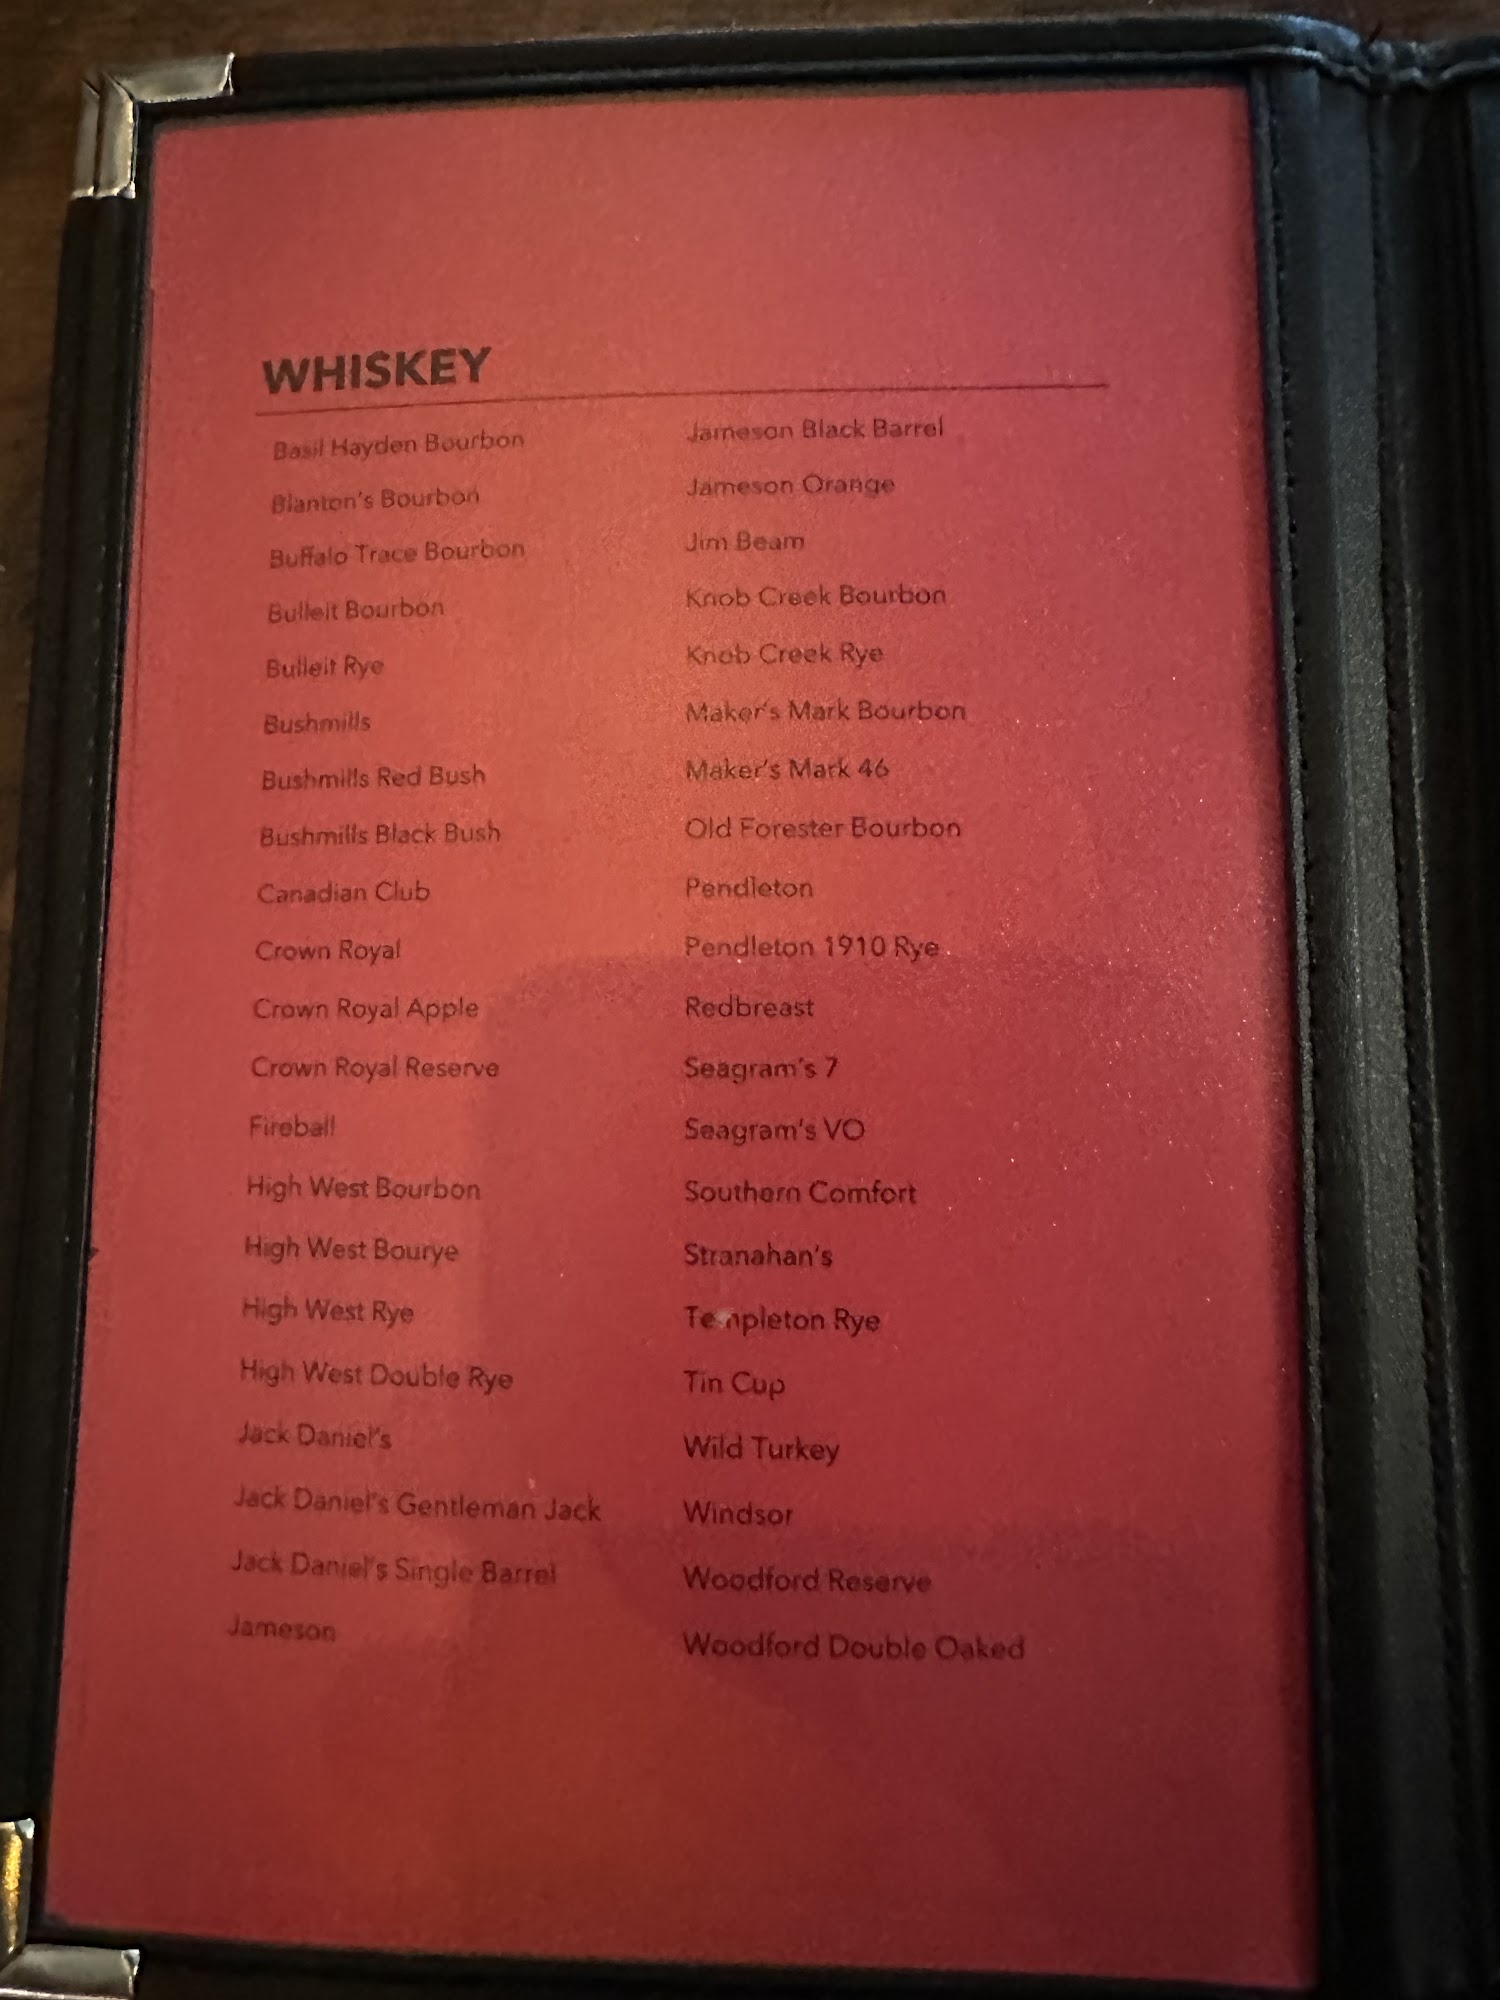 WHISKEY
Basil Hayden Bourbon
Blanton's Bourbon
Buffalo Trace Bourbon
Bulleit Bourbon
Bulleit Rye
Bushmills
Bushmills Red Bush
Bushmills Black Bush
Canadian Club
Crown Royal
Crown Royal Apple
Crown Royal Reserve
Fireball
High West Bourbon
High West Bourye
High West Rye
High West Double Rye
Jack Daniel's
Jack Daniel's Gentleman Jack
Jack Daniel's Single Barrel
Jameson
Jameson Black Barrel
Jameson Orange
Jim Beam
Knob Creek Bourbon
Knob Creek Rye
Maker's Mark Bourbon
Maker's Mark 46
Old Forester Bourbon
Pendleton
Pendleton 1910 Rye
Redbreast
Seagram's 7
Seagram's VO
Southern Comfort
Stranahan's
Templeton Rye
Tin Cup
Wild Turkey
Windsor
Woodford Reserve
Woodford Double Oaked